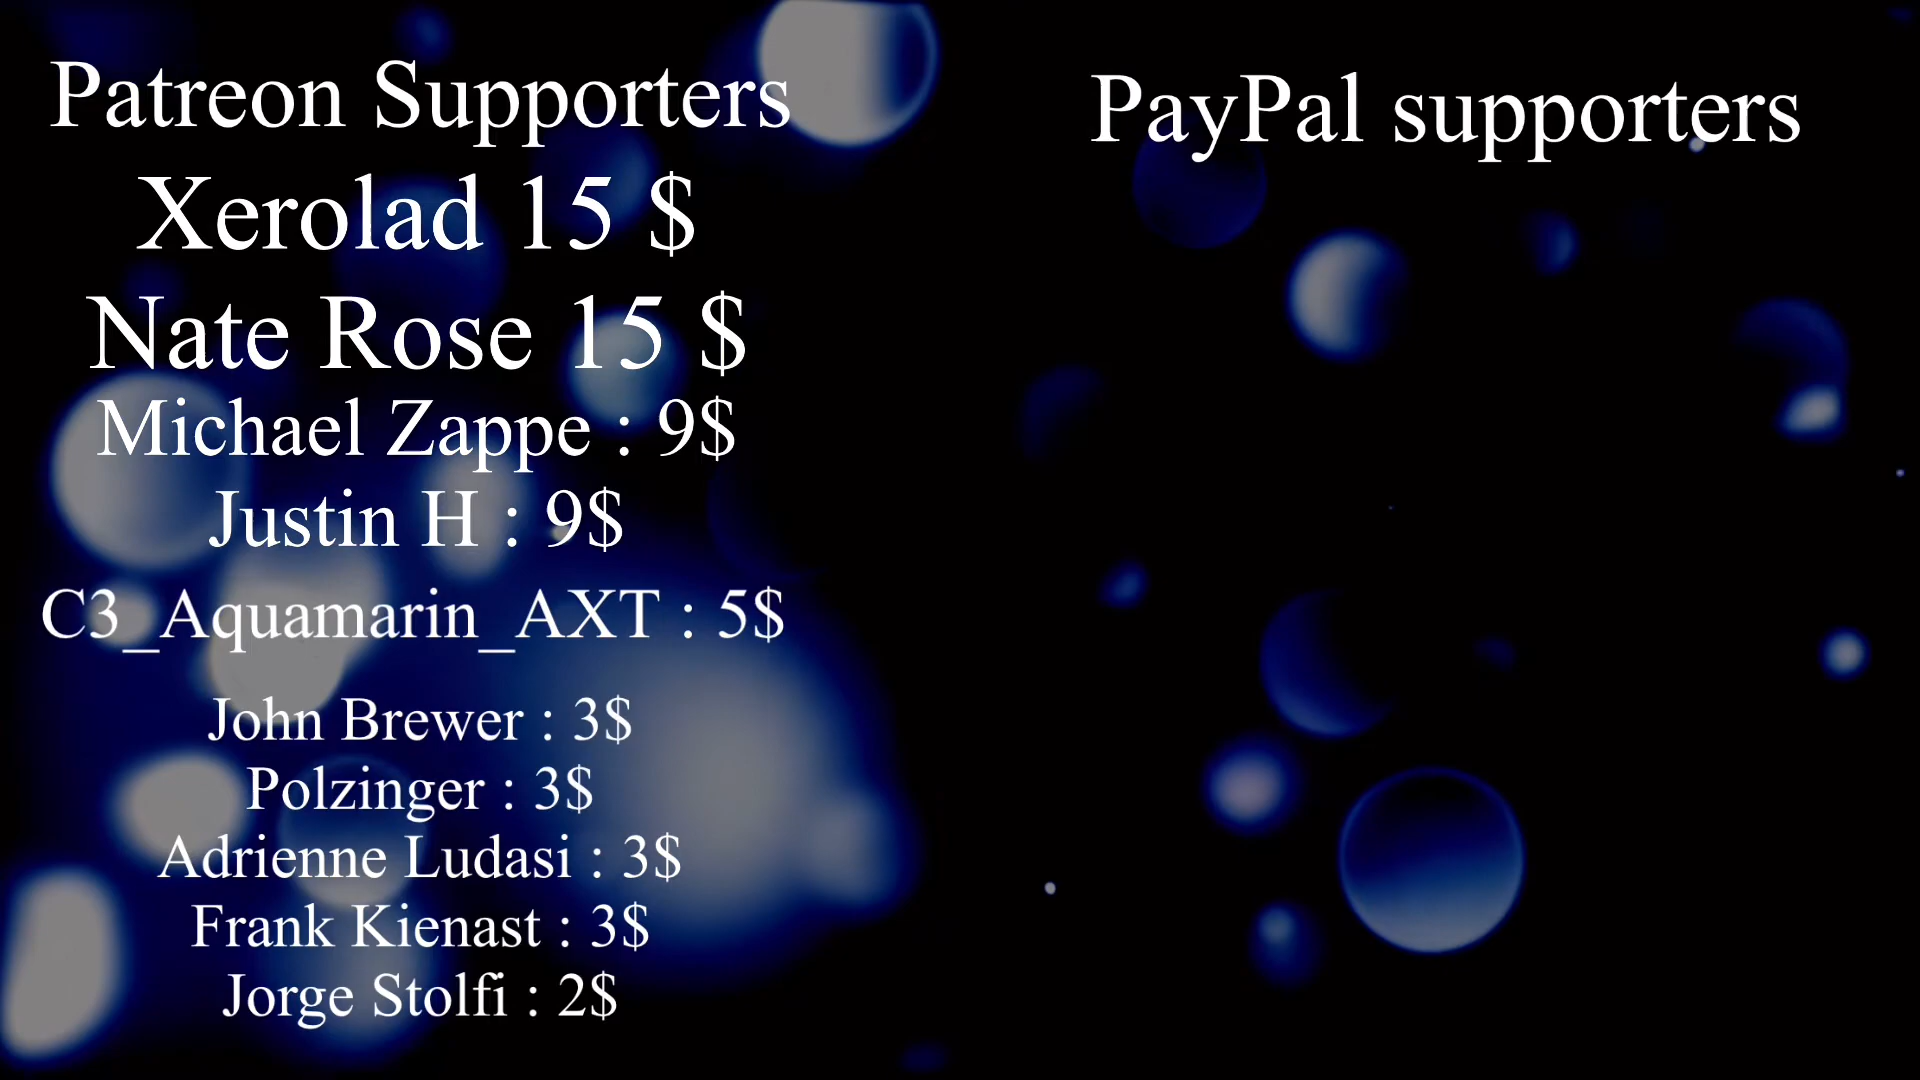 Patreon Supporters
Xerolad 15 $
Nate Rose 15 $
Michael Zappe : 9$
Justin H : 9$
C3_Aquamarin_AXT : 5$
John Brewer : 3$
Polzinger : 3$
Adrienne Ludasi : 3$
Frank Kienast : 3$
Jorge Stolfi : 2$
PayPal supporters